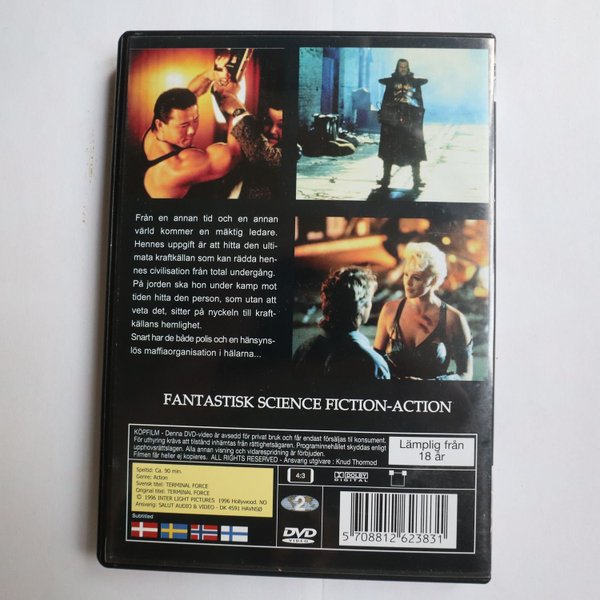 Från en annan tid och en annan
värld kommer en mäktig ledare.
Hennes uppgift är att hitta den ulti-
mata kraftkällan som kan rädda hen-
nes civilisation från total undergång.
På jorden ska hon under kamp mot
tiden hitta den person, som utan att
veta det, sitter på nyckeln till kraft-
källans hemlighet.
Snart har de både polis och en hänsyns-
lös maffiaorganisation i hälarna...
FANTASTISK SCIENCE FICTION-ACTION
KÖPFILM - Denna DVD-video är avsedd för privat bruk och får endast försäljas til konsument.
För uthyring krävs att tilstånd inhämtas från rättighetsägaren. Programinnehållet skyddas enligt
upphovsrättslagen. Alla annan visning och vidarespridning är förbjuden.
Filmen får heller ej kopieres. ALL RIGHTS RESERVED - Ansvarig utgivare : Knud Thormod
Lämplig från
18 år
Speltid: Ca. 90 min.
Genre: Action
Svensk titel: TERMINAL FORCE
Original titel: TERMINAL FORCE
© 1996 INTER LIGHT PICTURES 1996 Hollywood. NO
Ansvarig: SALUT AUDIO & VIDEO - DK 4591 HAVNSØ
Subtitled
4:3
DOLBY
DIGITAL
2
DVD
VIDEO
5 708812 623831